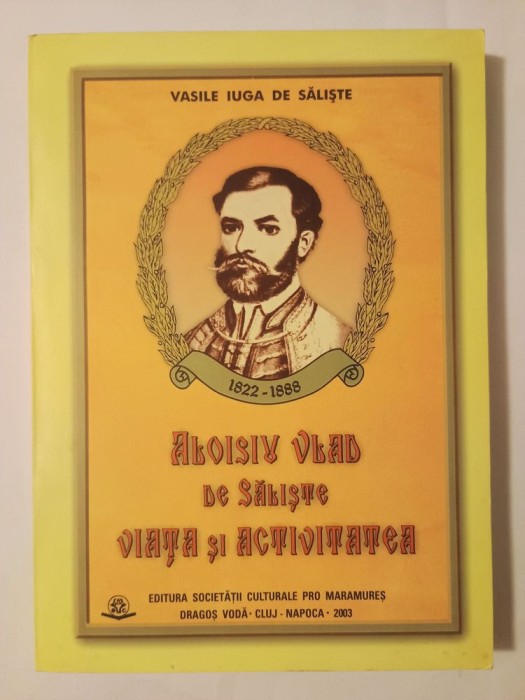 VASILE IUGA DE SĂLIŞTE
1822 - 1888
ALOISIU VLAD
DE SĂLIŞTE
VIAŢA ŞI ACTIVITATEA
EDITURA SOCIETĂŢII CULTURALE PRO MARAMUREŞ
DRAGOŞ VODĂ · CLUJ - NAPOCA · 2003